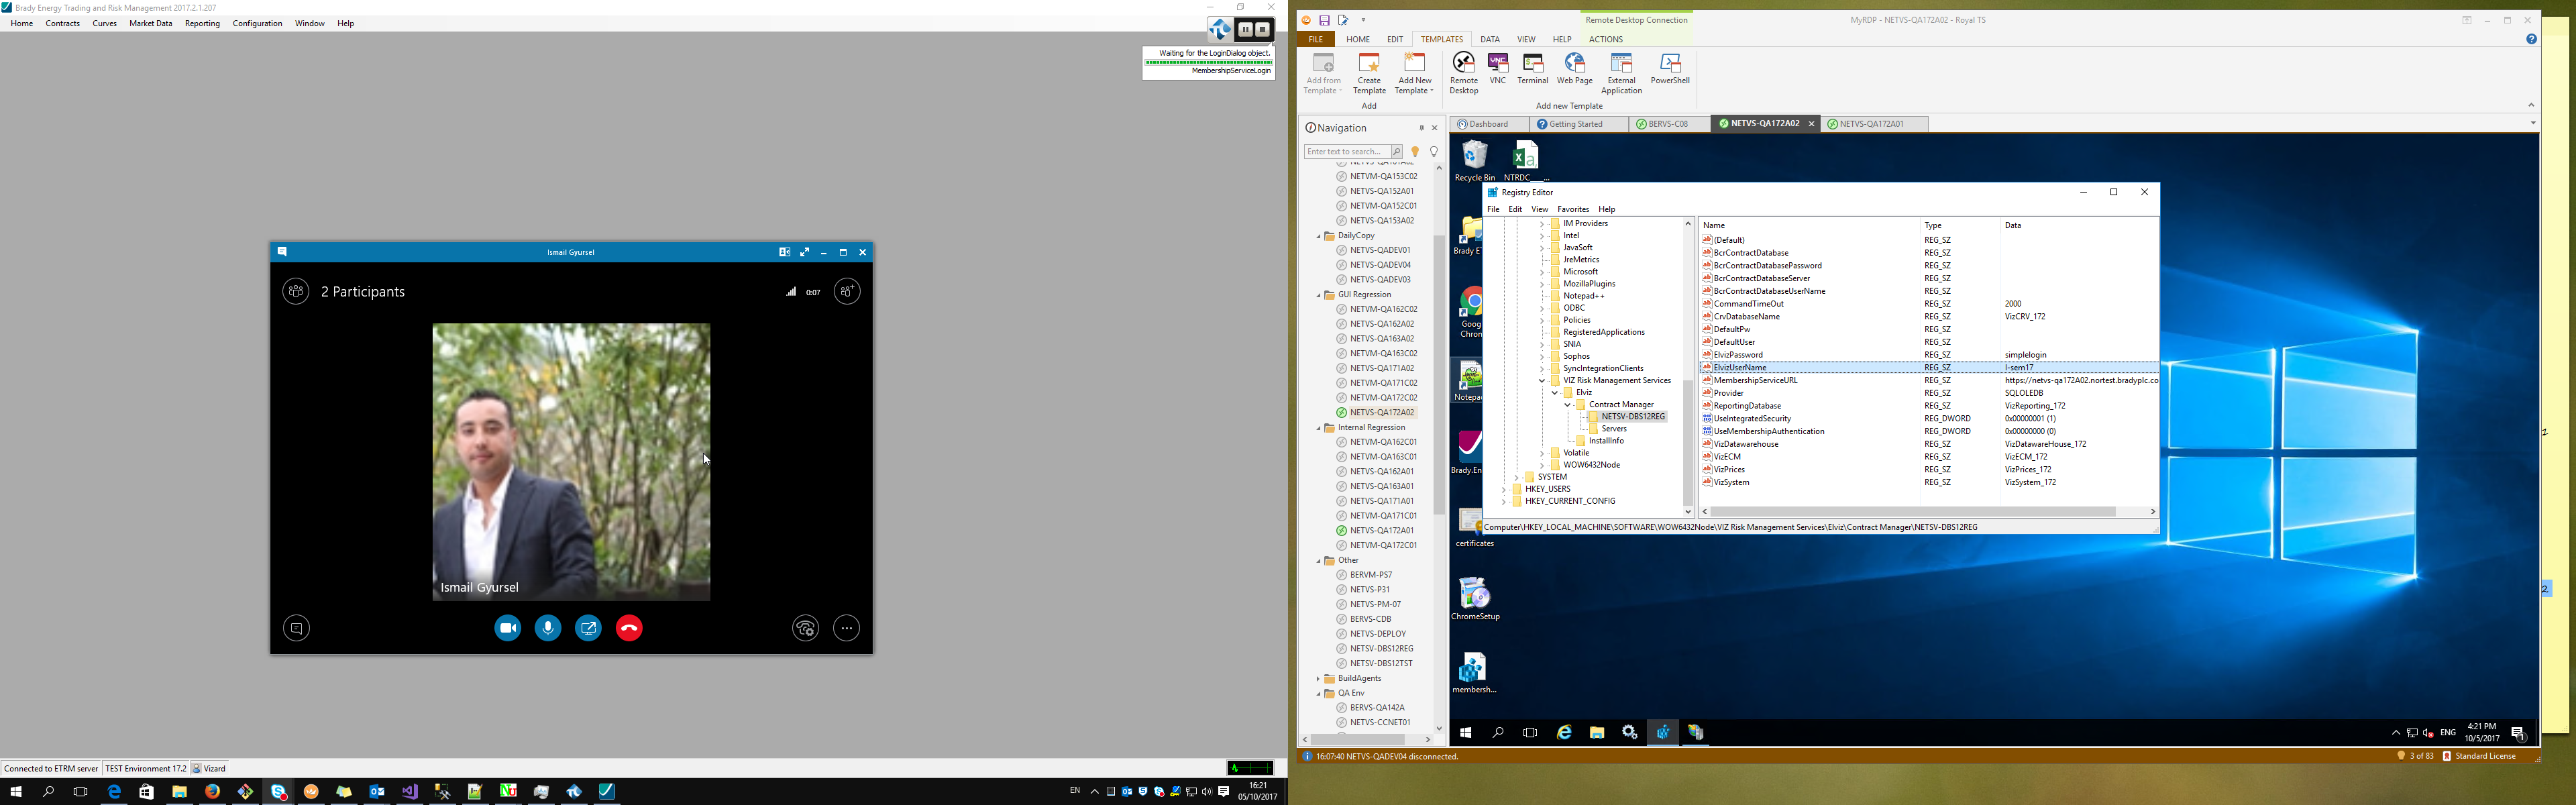 Brady Energy Trading and Risk Management 2017.2.1.207
Home Contracts Curves Market Data Reporting Configuration Window Help
Waiting for the LoginDialog object.
MembershipServiceLogin
Ismail Gyursel
2 Participants
0:07
Ismail Gyursel
Connected to ETRM server TEST Environment 17.2 Vizard
EN
16:21
05/10/2017
Remote Desktop Connection
MyRDP - NETVS-QA172A02 - Royal TS
FILE HOME EDIT TEMPLATES DATA VIEW HELP ACTIONS
Add from Template
Create Template
Add New Template
Remote Desktop
VNC
Terminal
Web Page
External Application
PowerShell
Add
Add new Template
Navigation
Enter text to search...
NETVM-QA153C02
NETVS-QA152A01
NETVM-QA152C01
NETVS-QA153A02
DailyCopy
NETVS-QADEV01
NETVS-QADEV04
NETVS-QADEV03
GUI Regression
NETVM-QA162C02
NETVS-QA162A02
NETVS-QA163A02
NETVM-QA163C02
NETVS-QA171A02
NETVM-QA171C02
NETVM-QA172C02
NETVS-QA172A02
Internal Regression
NETVM-QA162C01
NETVM-QA163C01
NETVS-QA162A01
NETVS-QA163A01
NETVS-QA171A01
NETVM-QA171C01
NETVS-QA172A01
NETVM-QA172C01
Other
BERVM-PS7
NETVS-P31
NETVS-PM-07
BERVS-CDB
NETVS-DEPLOY
NETSV-DBS12REG
NETSV-DBS12TST
BuildAgents
QA Env
BERVS-QA142A
NETVS-CCNET01
Dashboard
Getting Started
BERVS-C08
NETVS-QA172A02
NETVS-QA172A01
Recycle Bin
NTRDC___...
Brady E
Goog
Chron
Notepa
Brady.En
certificates
ChromeSetup
membersh...
Registry Editor
File Edit View Favorites Help
IM Providers
Intel
JavaSoft
JreMetrics
Microsoft
MozillaPlugins
Notepad++
ODBC
Policies
RegisteredApplications
SNIA
Sophos
SyncIntegrationClients
VIZ Risk Management Services
Elviz
Contract Manager
NETSV-DBS12REG
Servers
InstallInfo
Volatile
WOW6432Node
SYSTEM
HKEY_USERS
HKEY_CURRENT_CONFIG
Name Type Data
(Default) REG_SZ
BcrContractDatabase REG_SZ
BcrContractDatabasePassword REG_SZ
BcrContractDatabaseServer REG_SZ
BcrContractDatabaseUserName REG_SZ
CommandTimeOut REG_SZ 2000
CrvDatabaseName REG_SZ VizCRV_172
DefaultPw REG_SZ
DefaultUser REG_SZ
ElvizPassword REG_SZ simplelogin
ElvizUserName REG_SZ l-sem17
MembershipServiceURL REG_SZ https://netvs-qa172A02.nortest.bradyplc.co
Provider REG_SZ SQLOLEDB
ReportingDatabase REG_SZ VizReporting_172
UseIntegratedSecurity REG_DWORD 0x00000001 (1)
UseMembershipAuthentication REG_DWORD 0x00000000 (0)
VizDatawarehouse REG_SZ VizDatawareHouse_172
VizECM REG_SZ VizECM_172
VizPrices REG_SZ VizPrices_172
VizSystem REG_SZ VizSystem_172
Computer\HKEY_LOCAL_MACHINE\SOFTWARE\WOW6432Node\VIZ Risk Management Services\Elviz\Contract Manager\NETSV-DBS12REG
ENG
4:21 PM
10/5/2017
16:07:40 NETVS-QADEV04 disconnected.
3 of 83 Standard License
2